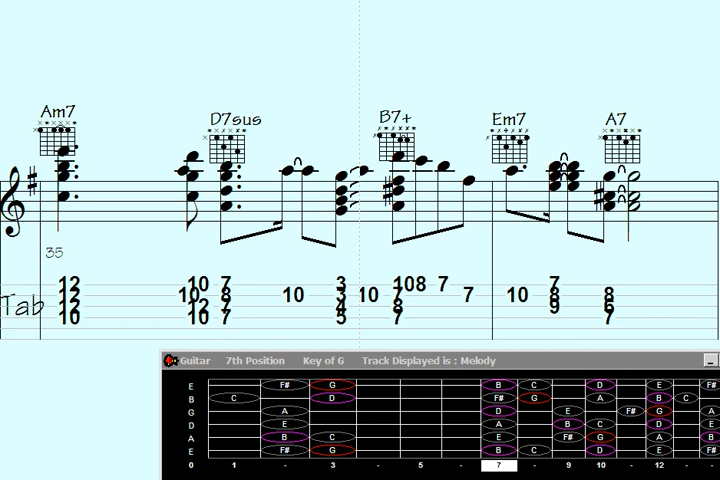 Am7 D7sus B7+ Em7 A7
35
12 10 7 3 10 8 7 7
12 10 8 10 3 10 7 10 8 8
12 12 7 4 8 9 6
10 10 7 5 7 7
Tab
Guitar 7th Position Key of G Track Displayed is : Melody
E F# G B C D E F#
B C D F# G A B C
G A D E F# G A
D E A B C D E
A B C E F# G A B
E F# G B C D E F#
0 1 - 3 - 5 - 7 - 9 10 - 12 - -